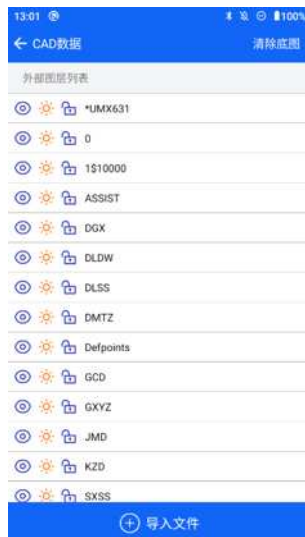 13:01 100%
CAD数据 清除底图
外部图层列表
*UMX631
0
1$10000
ASSIST
DGX
DLDW
DLSS
DMTZ
Defpoints
GCD
GXYZ
JMD
KZD
SXSS
导入文件